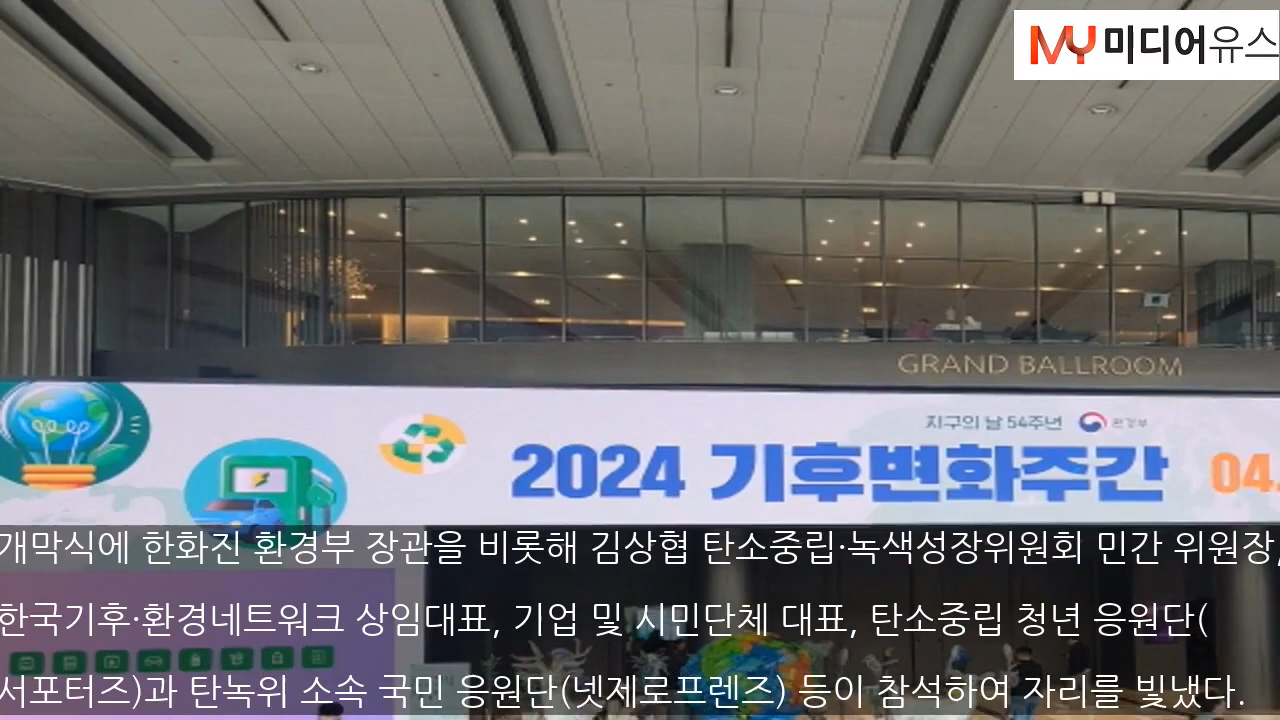 MY 미디어유스
GRAND BALLROOM
지구의 날 54주년 환경부
2024 기후변화주간 04.
개막식에 한화진 환경부 장관을 비롯해 김상협 탄소중립·녹색성장위원회 민간 위원장,
한국기후·환경네트워크 상임대표, 기업 및 시민단체 대표, 탄소중립 청년 응원단(
서포터즈)과 탄녹위 소속 국민 응원단(넷제로프렌즈) 등이 참석하여 자리를 빛냈다.